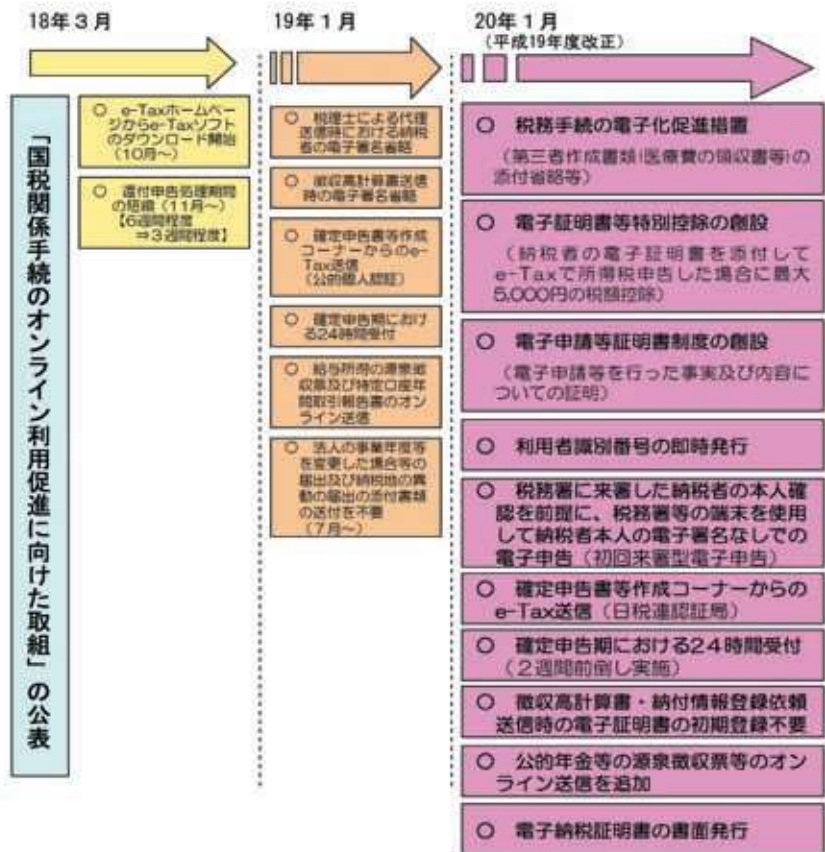 18年3月
19年1月
20年1月
(平成19年度改正)
「国税関係手続のオンライン利用促進に向けた取組」の公表
○ e-Taxホームペー
ジからe-Taxソフト
のダウンロード開始
(10月~)
○ 還付申告処理期間
の短縮(11月~)
【6週間程度
⇒3週間程度】
○ 税理士による代理
送信時における納税
者の電子署名省略
○ 徴収高計算書送信
時の電子署名省略
○ 確定申告書等作成
コーナーからのe-
Tax送信
(公的個人認証)
○ 確定申告期におけ
る24時間受付
○ 給与所得の源泉徴
収票及び特定口座年
間取引報告書のオン
ライン送信
○ 法人の事業年度等
を変更した場合等の
届出及び納税地の異
動の届出の添付書類
の送付を不要
(7月~)
○ 税務手続の電子化促進措置
(第三者作成書類(医療費の領収書等)の
添付省略等)
○ 電子証明書等特別控除の創設
(納税者の電子証明書を添付して
e-Taxで所得税申告した場合に最大
5,000円の税額控除)
○ 電子申請等証明書制度の創設
(電子申請等を行った事実及び内容に
ついての証明)
○ 利用者識別番号の即時発行
○ 税務署に来署した納税者の本人確
認を前提に、税務署等の端末を使用
して納税者本人の電子署名なしでの
電子申告(初回来署型電子申告)
○ 確定申告書等作成コーナーからの
e-Tax送信(日税連認証局)
○ 確定申告期における24時間受付
(2週間前倒し実施)
○ 徴収高計算書・納付情報登録依頼
送信時の電子証明書の初期登録不要
○ 公的年金等の源泉徴収票等のオン
ライン送信を追加
○ 電子納税証明書の書面発行